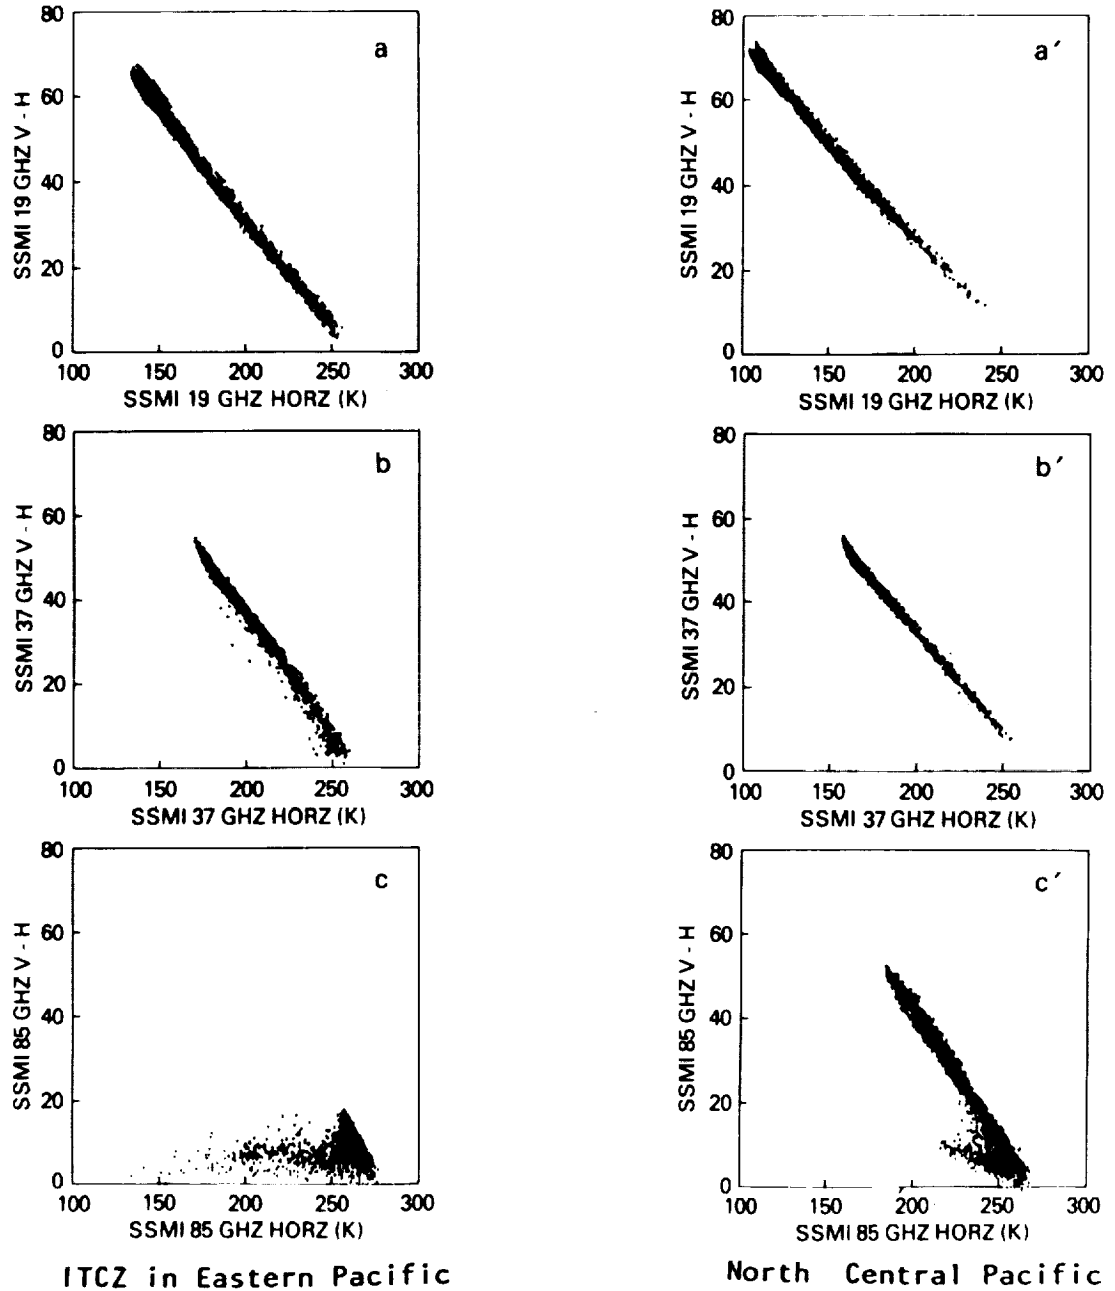 80
60
40
20
0
SSMI 19 GHZ V - H
a
100 150 200 250 300
SSMI 19 GHZ HORZ (K)
80
60
40
20
0
SSMI 19 GHZ V - H
a′
100 150 200 250 300
SSMI 19 GHZ HORZ (K)
80
60
40
20
0
SSMI 37 GHZ V - H
b
100 150 200 250 300
SSMI 37 GHZ HORZ (K)
80
60
40
20
0
SSMI 37 GHZ V - H
b′
100 150 200 250 300
SSMI 37 GHZ HORZ (K)
80
60
40
20
0
SSMI 85 GHZ V - H
c
100 150 200 250 300
SSMI 85 GHZ HORZ (K)
80
60
40
20
0
SSMI 85 GHZ V - H
c′
100 150 200 250 300
SSMI 85 GHZ HORZ (K)
ITCZ in Eastern Pacific
North Central Pacific